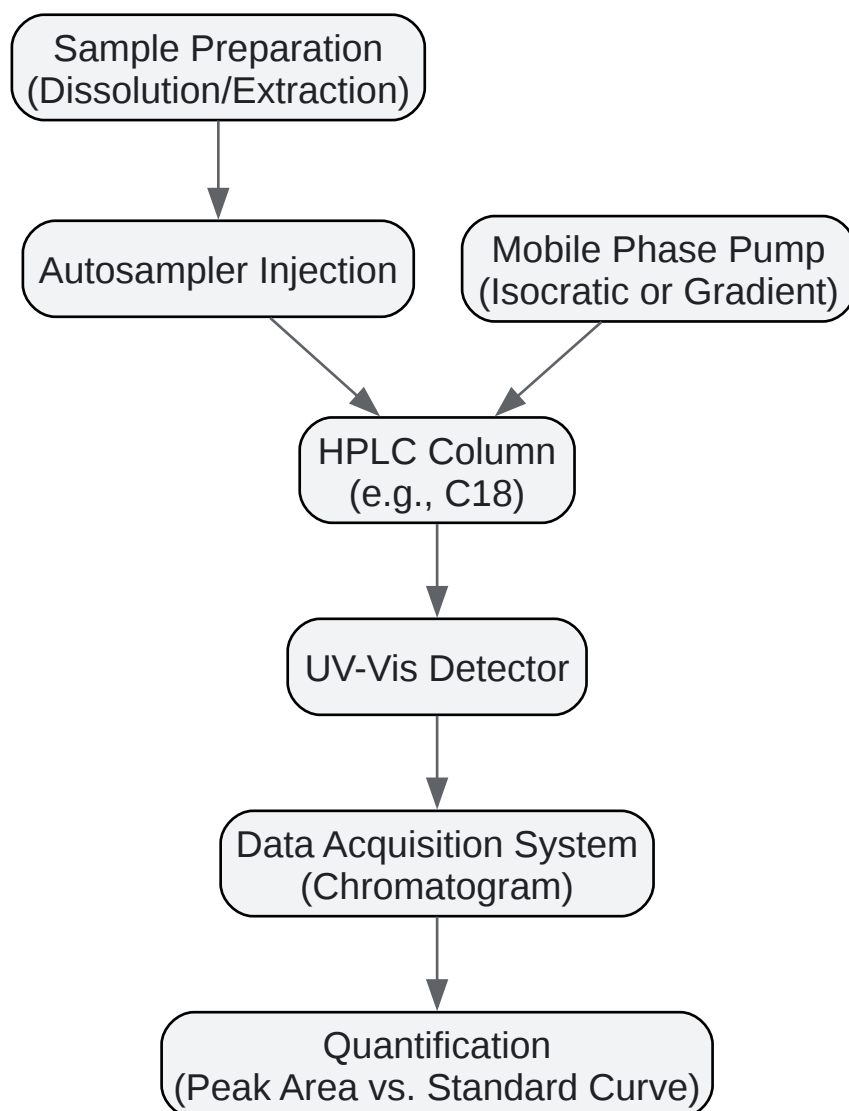 Sample Preparation
(Dissolution/Extraction)
Autosampler Injection
Mobile Phase Pump
(Isocratic or Gradient)
HPLC Column
(e.g., C18)
UV-Vis Detector
Data Acquisition System
(Chromatogram)
Quantification
(Peak Area vs. Standard Curve)